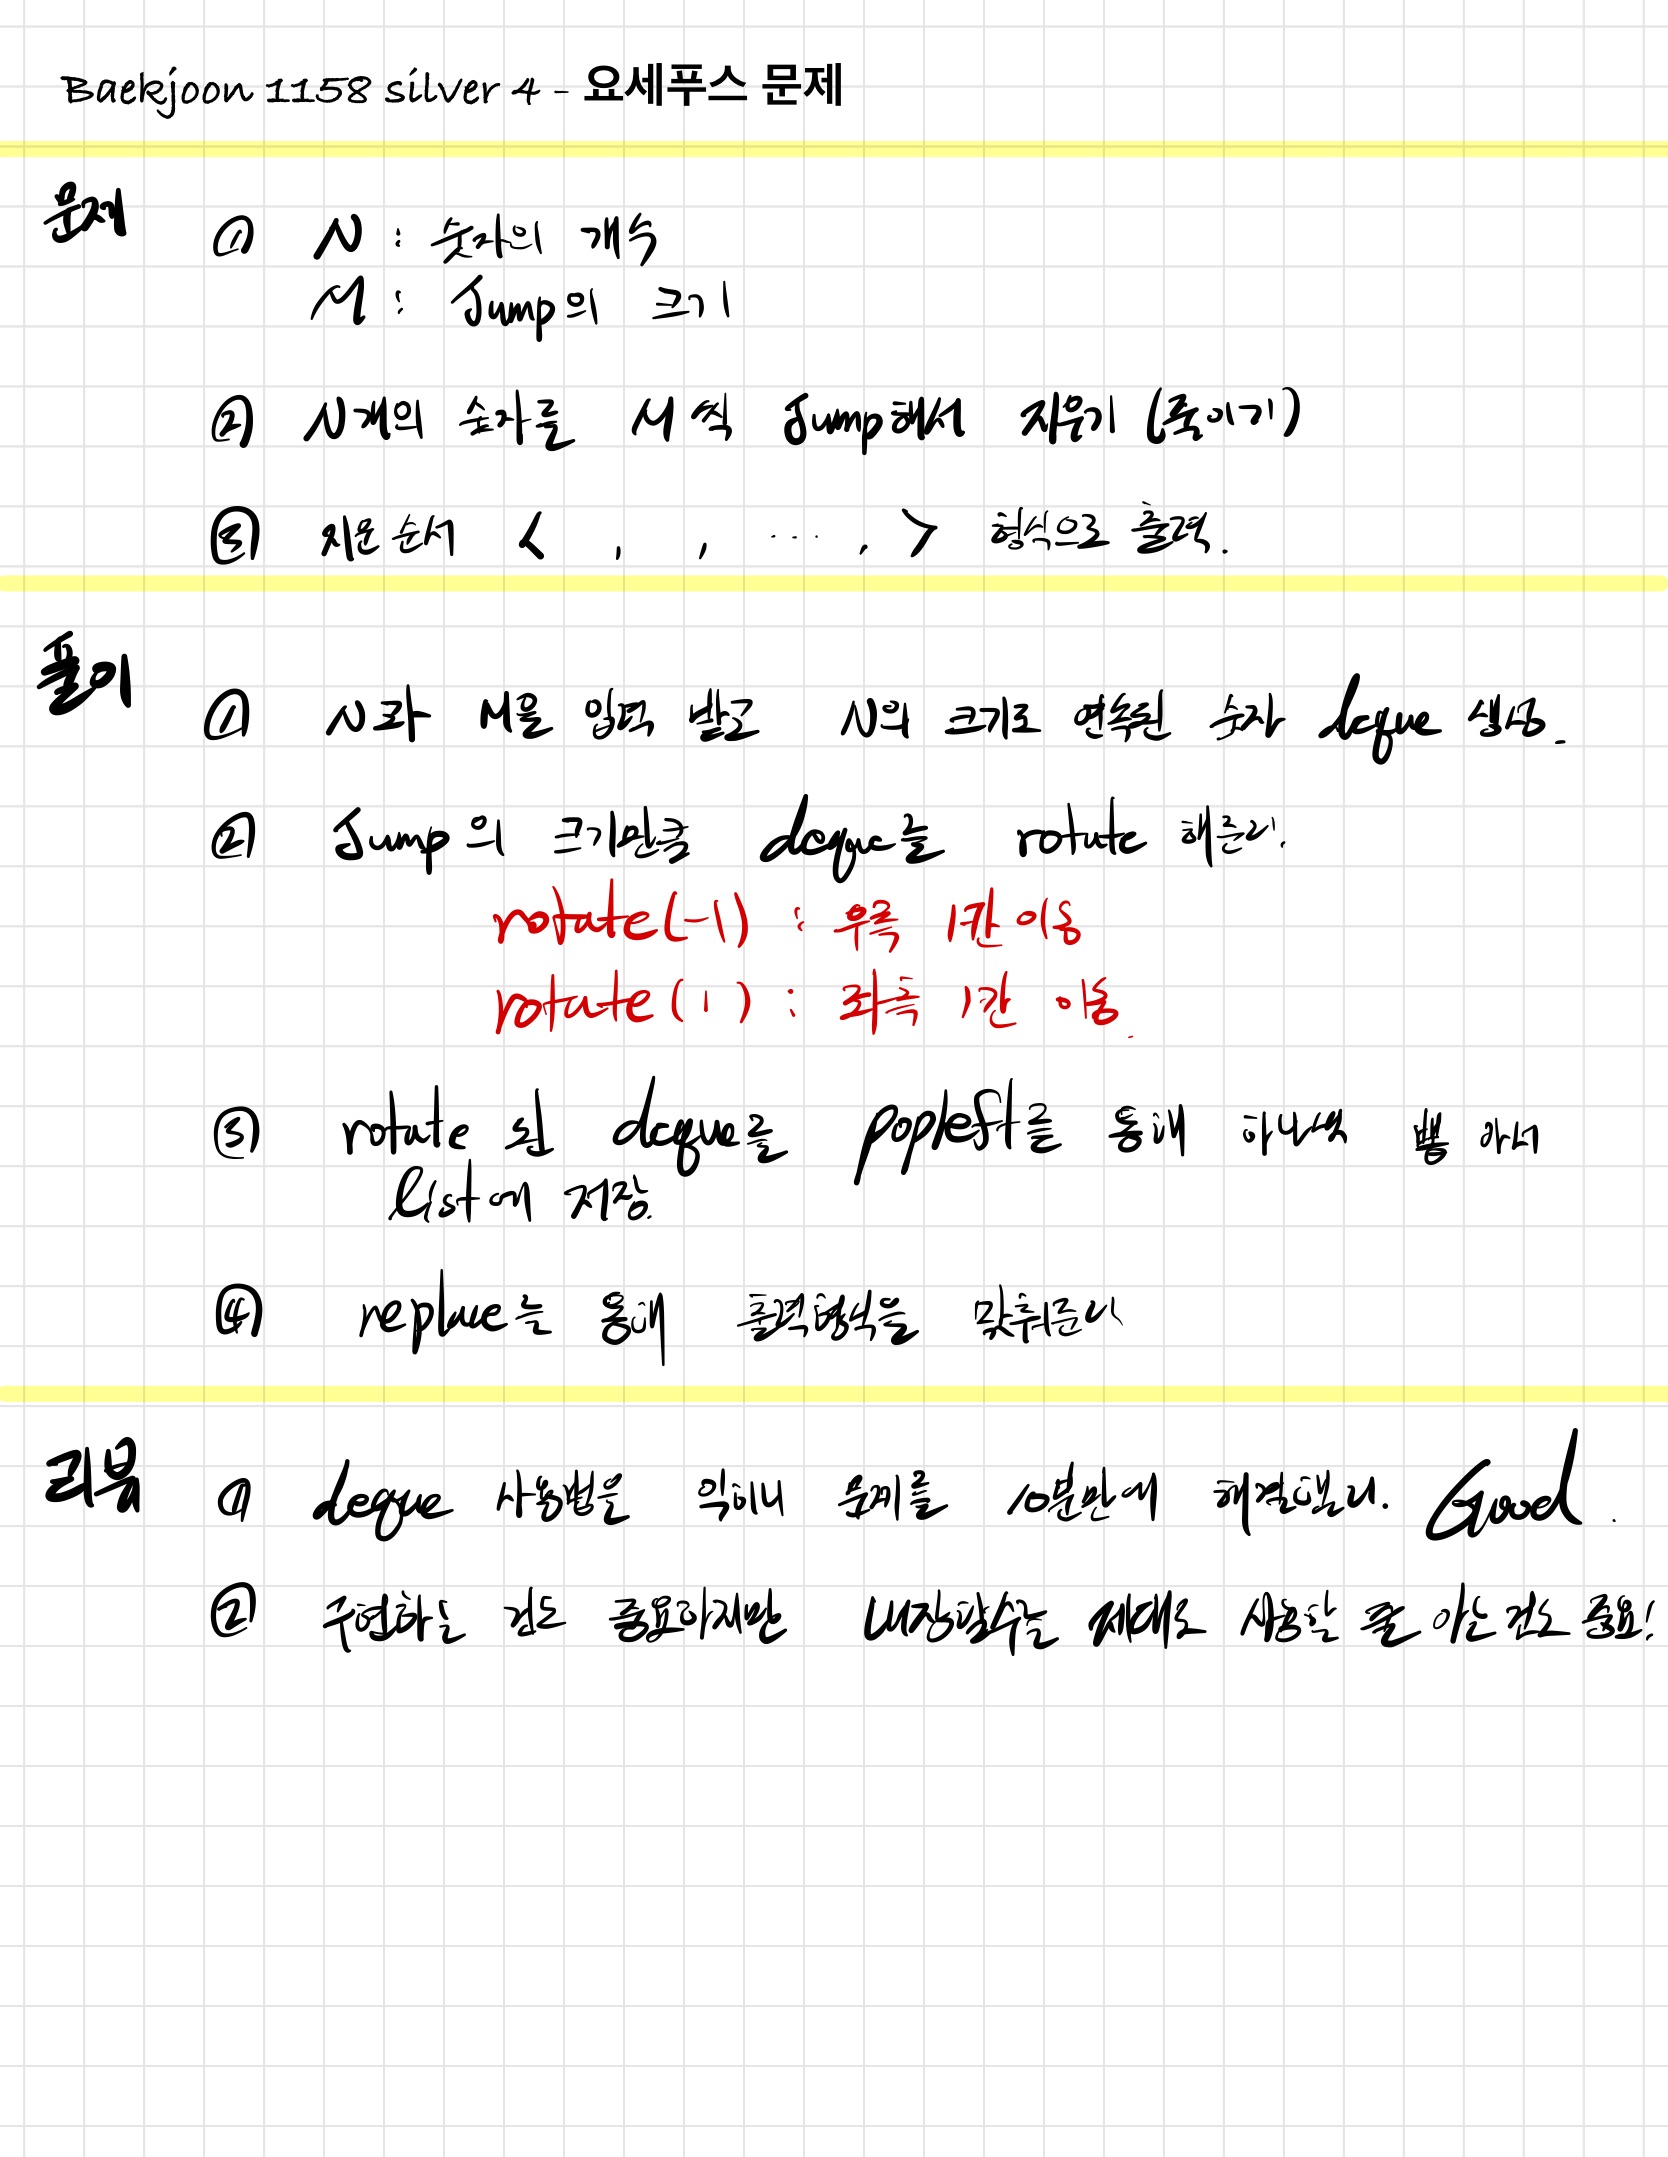 Baekjoon 1158 silver 4 - 요세푸스 문제
문제
① N : 숫자의 개수
M : Jump의 크기
② N개의 숫자를 M씩 Jump해서 지우기 (죽이기)
③ 지운 순서 < , , ... , > 형식으로 출력.
풀이
① N과 M을 입력 받고 N의 크기로 연속된 숫자 deque 생성.
② Jump의 크기만큼 deque를 rotate 해준다.
rotate(-1) : 우측 1칸 이동
rotate(1) : 좌측 1칸 이동.
③ rotate 된 deque를 popleft를 통해 하나씩 뽑아서
list에 저장.
④ replace를 통해 출력형식을 맞춰준다
리뷰
① deque 사용법을 익히니 문제를 10분만에 해결했다. Good.
② 구현하는 건도 중요하지만 내장함수를 제대로 사용할 줄 아는 건도 중요!